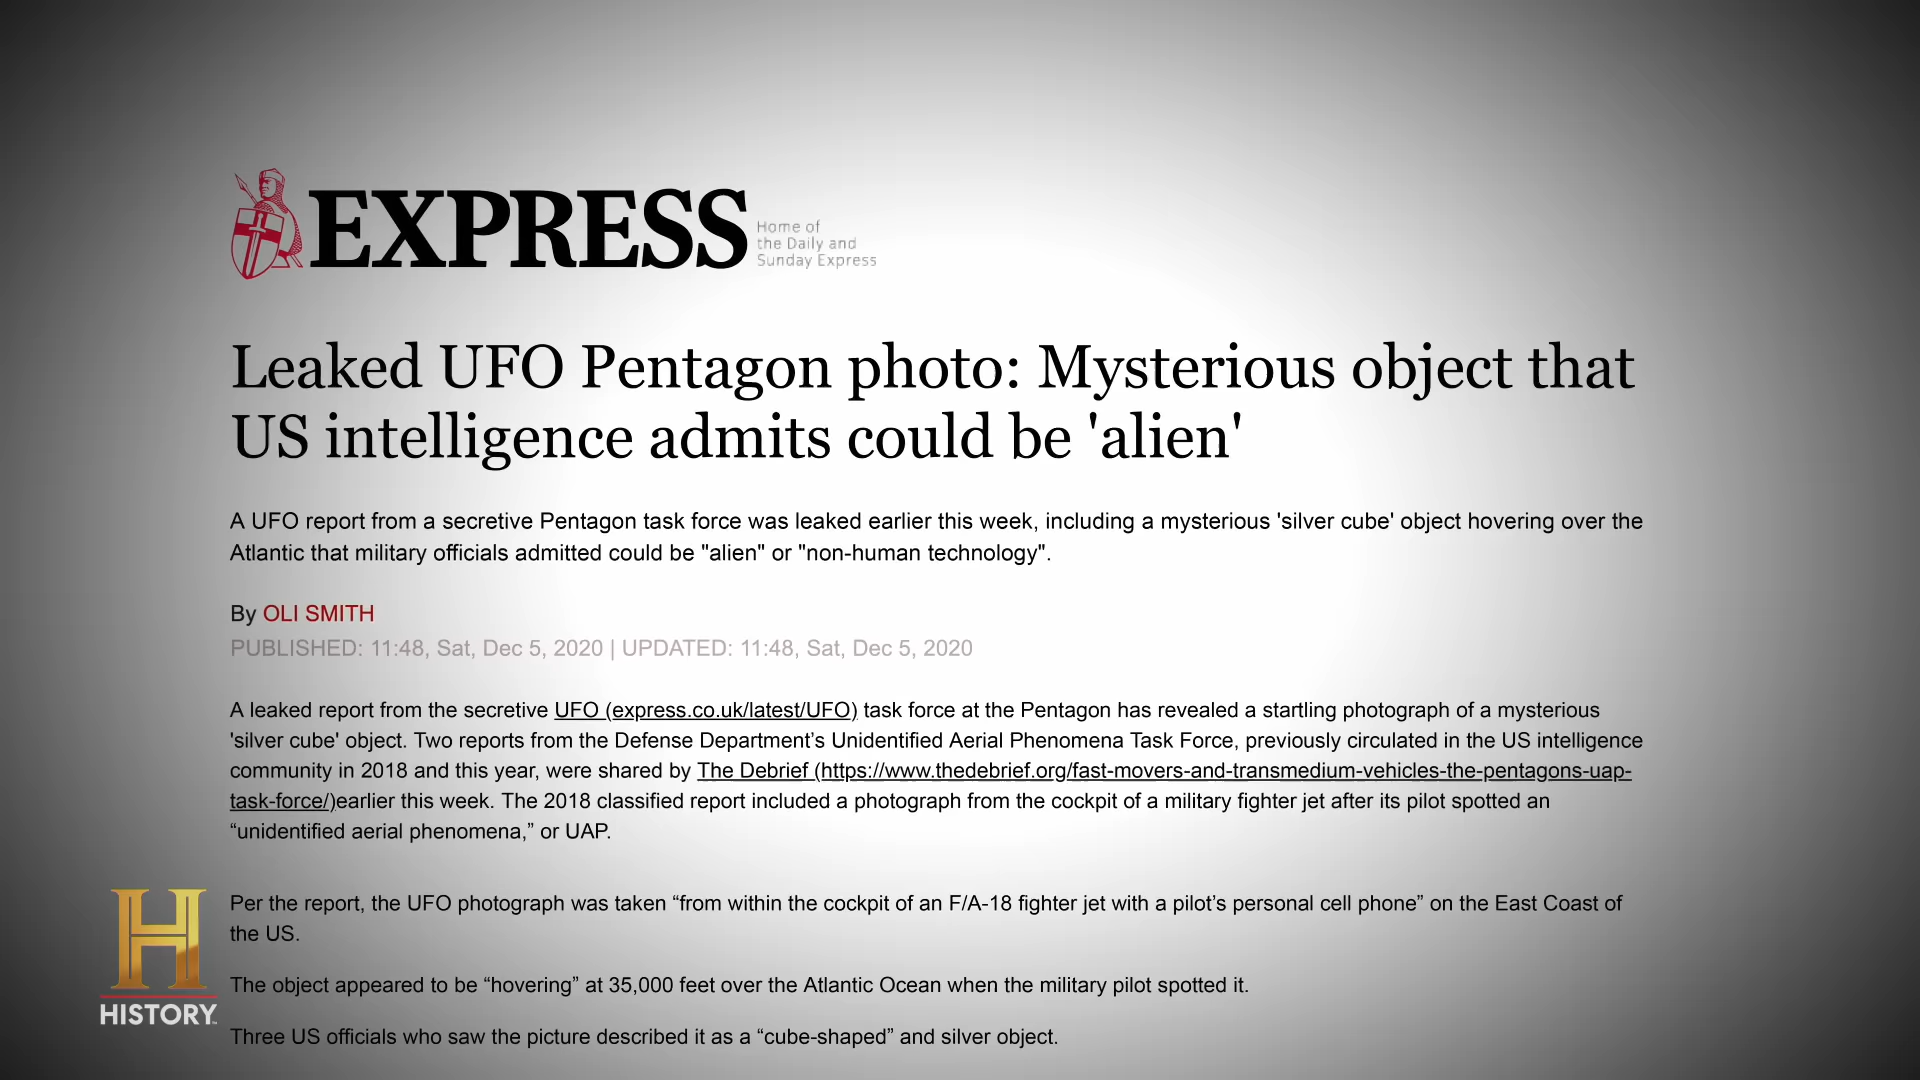 EXPRESS
Home of
the Daily and
Sunday Express
Leaked UFO Pentagon photo: Mysterious object that
US intelligence admits could be 'alien'
A UFO report from a secretive Pentagon task force was leaked earlier this week, including a mysterious 'silver cube' object hovering over the
Atlantic that military officials admitted could be "alien" or "non-human technology".
By OLI SMITH
PUBLISHED: 11:48, Sat, Dec 5, 2020 | UPDATED: 11:48, Sat, Dec 5, 2020
A leaked report from the secretive UFO (express.co.uk/latest/UFO) task force at the Pentagon has revealed a startling photograph of a mysterious
'silver cube' object. Two reports from the Defense Department’s Unidentified Aerial Phenomena Task Force, previously circulated in the US intelligence
community in 2018 and this year, were shared by The Debrief (https://www.thedebrief.org/fast-movers-and-transmedium-vehicles-the-pentagons-uap-
task-force/)earlier this week. The 2018 classified report included a photograph from the cockpit of a military fighter jet after its pilot spotted an
“unidentified aerial phenomena,” or UAP.
Per the report, the UFO photograph was taken “from within the cockpit of an F/A-18 fighter jet with a pilot’s personal cell phone” on the East Coast of
the US.
The object appeared to be “hovering” at 35,000 feet over the Atlantic Ocean when the military pilot spotted it.
Three US officials who saw the picture described it as a “cube-shaped” and silver object.
H
HISTORY